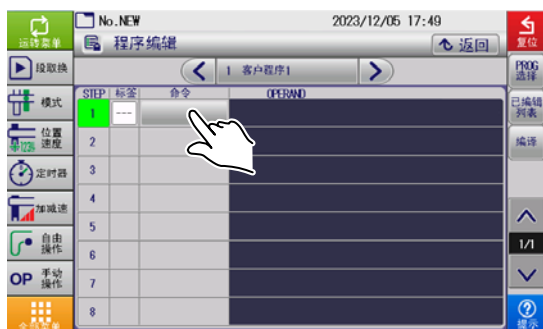 No.NEW 2023/12/05 17:49
运转菜单
程序编辑
返回
复位
段取换
1 客户程序1
PROG
选择
STEP 标签 命令 OPERAND
模式
1 ---
已编辑
列表
位置
速度
2
编译
定时器
3
加减速
4
5
自由
操作
1/1
6
OP 手动
操作
7
全部菜单
8
提示